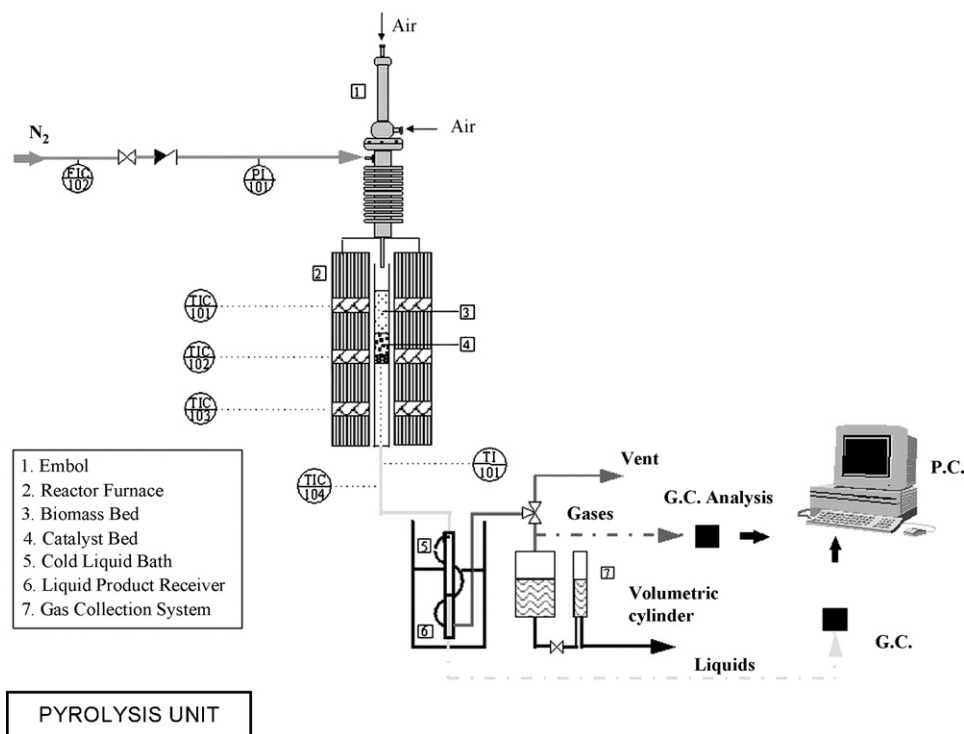 Air
1
Air
N2
FIC
102
PI
101
2
TIC
101
3
TIC
102
4
TIC
103
1. Embol
2. Reactor Furnace
3. Biomass Bed
4. Catalyst Bed
5. Cold Liquid Bath
6. Liquid Product Receiver
7. Gas Collection System
TIC
104
TI
101
Vent
G.C. Analysis
P.C.
Gases
5
7
Volumetric
cylinder
6
Liquids
G.C.
PYROLYSIS UNIT